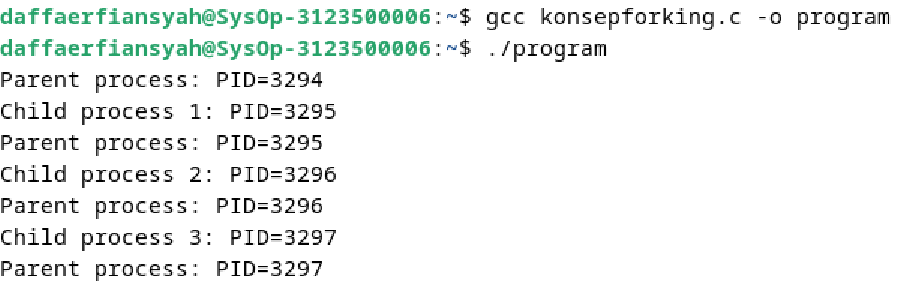 daffaerfiansyah@SysOp-3123500006:~$ gcc konsepforking.c -o program
daffaerfiansyah@SysOp-3123500006:~$ ./program
Parent process: PID=3294
Child process 1: PID=3295
Parent process: PID=3295
Child process 2: PID=3296
Parent process: PID=3296
Child process 3: PID=3297
Parent process: PID=3297